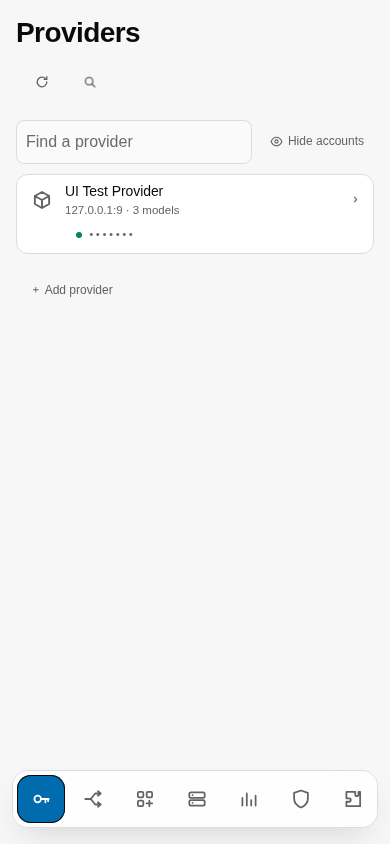 Providers
Find a provider
Hide accounts
UI Test Provider
127.0.0.1:9 · 3 models
•••••••
+ Add provider